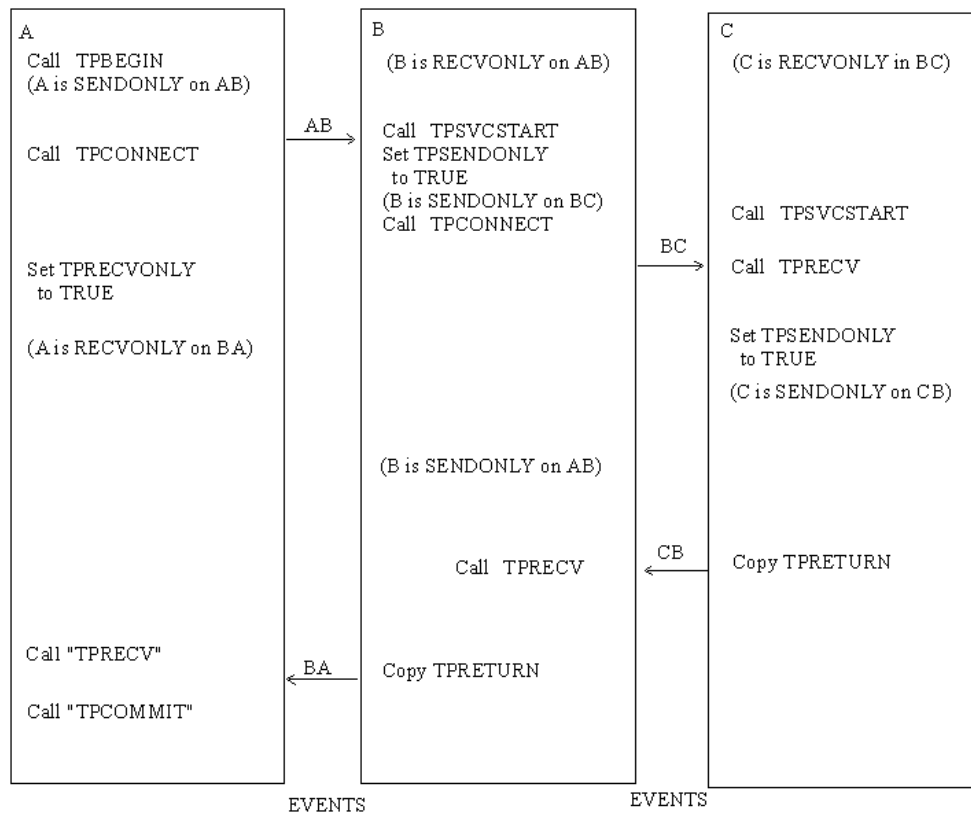 A
Call TPBEGIN
(A is SENDONLY on AB)
Call TPCONNECT
Set TPRECVONLY
to TRUE
(A is RECVONLY on BA)
Call "TPRECV"
Call "TPCOMMIT"
AB
BA
EVENTS
B
(B is RECVONLY on AB)
Call TPSVCSTART
Set TPSENDONLY
to TRUE
(B is SENDONLY on BC)
Call TPCONNECT
(B is SENDONLY on AB)
Call TPRECV
Copy TPRETURN
BC
CB
EVENTS
C
(C is RECVONLY in BC)
Call TPSVCSTART
Call TPRECV
Set TPSENDONLY
to TRUE
(C is SENDONLY on CB)
Copy TPRETURN